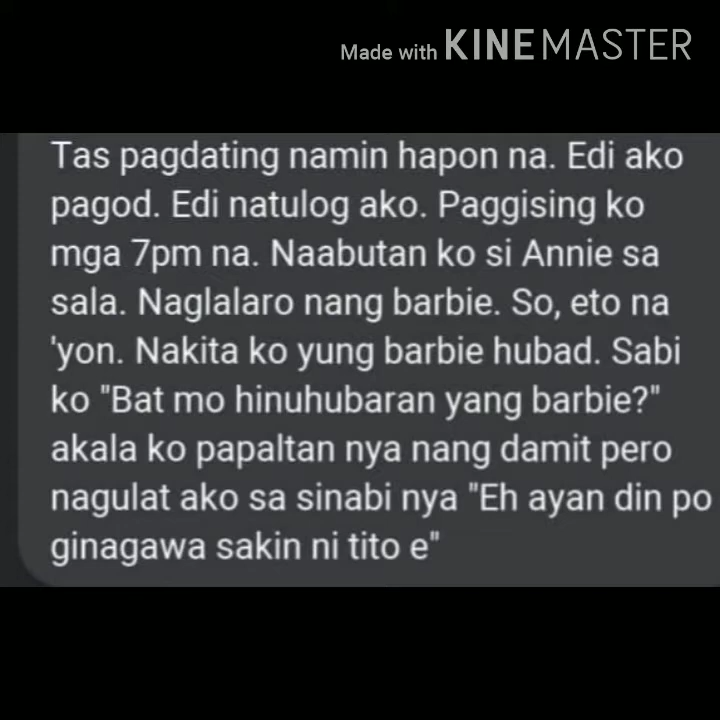 Made with KINEMASTER
Tas pagdating namin hapon na. Edi ako
pagod. Edi natulog ako. Paggising ko
mga 7pm na. Naabutan ko si Annie sa
sala. Naglalaro nang barbie. So, eto na
'yon. Nakita ko yung barbie hubad. Sabi
ko "Bat mo hinuhubaran yang barbie?"
akala ko papaltan nya nang damit pero
nagulat ako sa sinabi nya "Eh ayan din po
ginagawa sakin ni tito e"